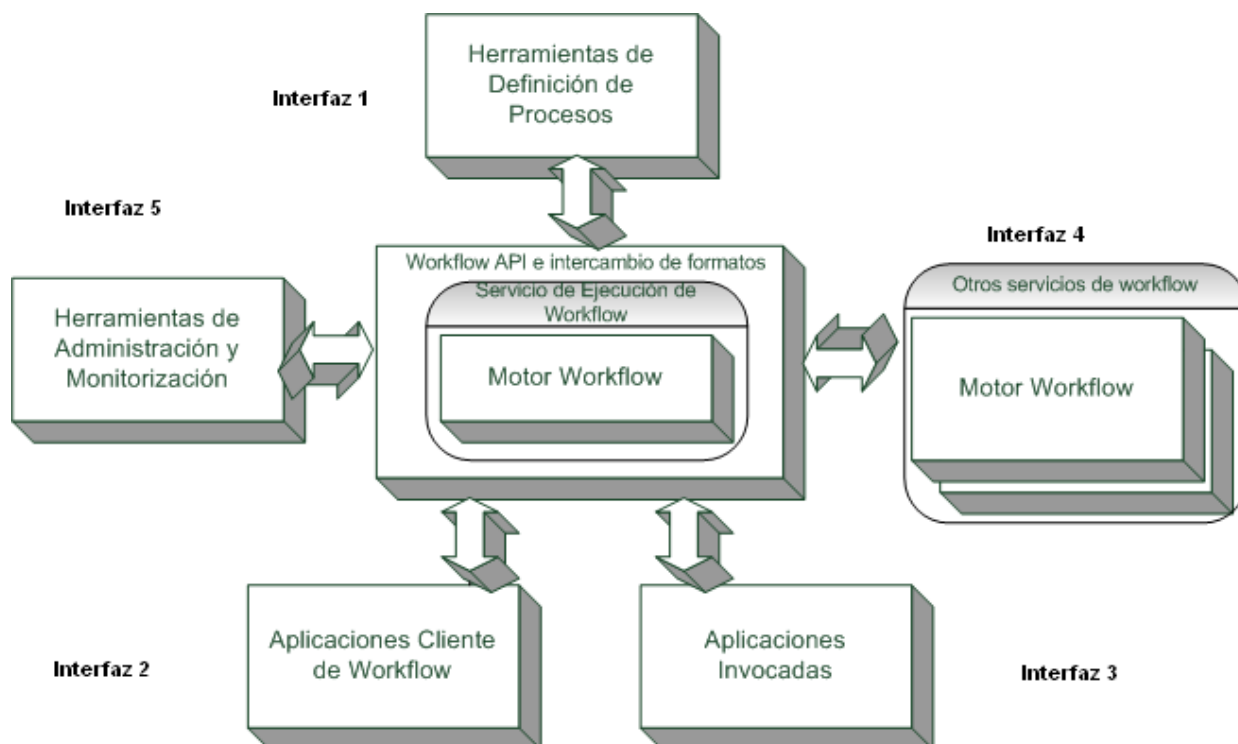 Herramientas de
Definición de
Procesos
Interfaz 1
Interfaz 5
Interfaz 4
Workflow API e intercambio de formatos
Servicio de Ejecución de
Workflow
Motor Workflow
Otros servicios de workflow
Motor Workflow
Herramientas de
Administración y
Monitorización
Aplicaciones Cliente
de Workflow
Interfaz 2
Aplicaciones
Invocadas
Interfaz 3